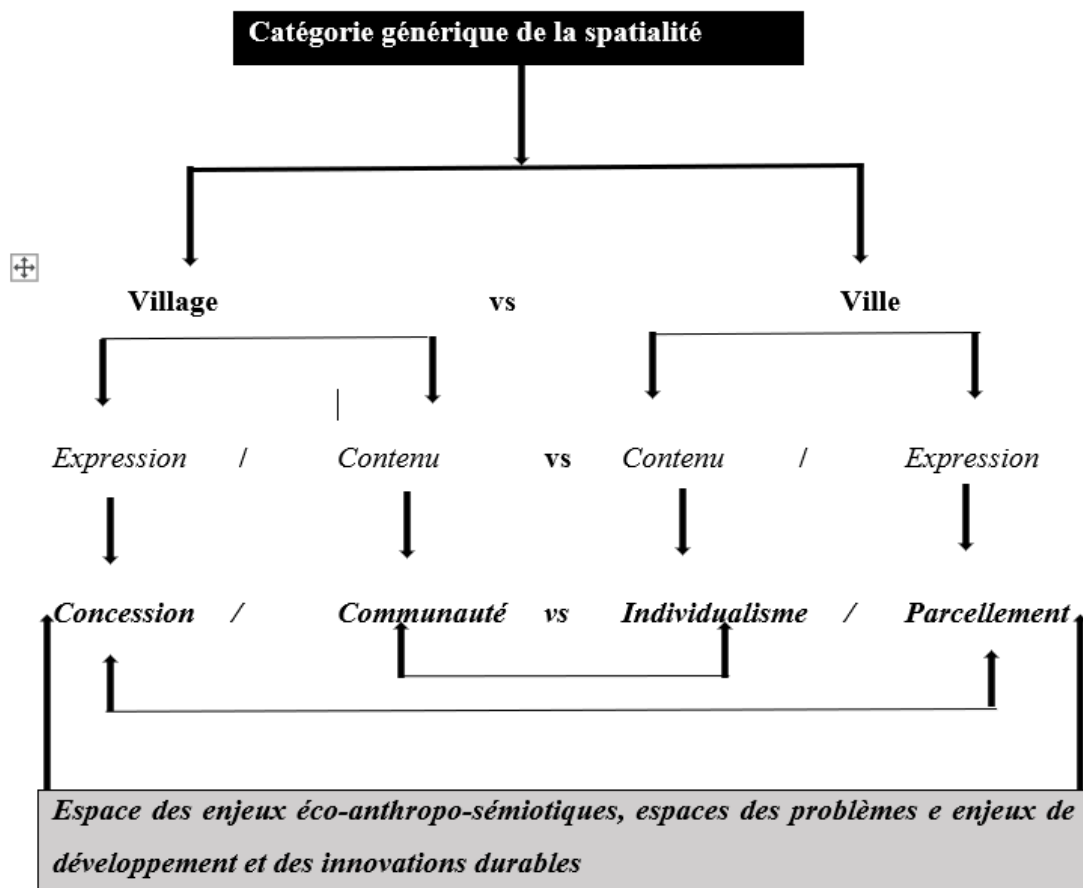 Catégorie générique de la spatialité
Village vs Ville
Expression / Contenu vs Contenu / Expression
Concession / Communauté vs Individualisme / Parcellement
Espace des enjeux éco-anthropo-sémiotiques, espaces des problèmes e enjeux de
développement et des innovations durables